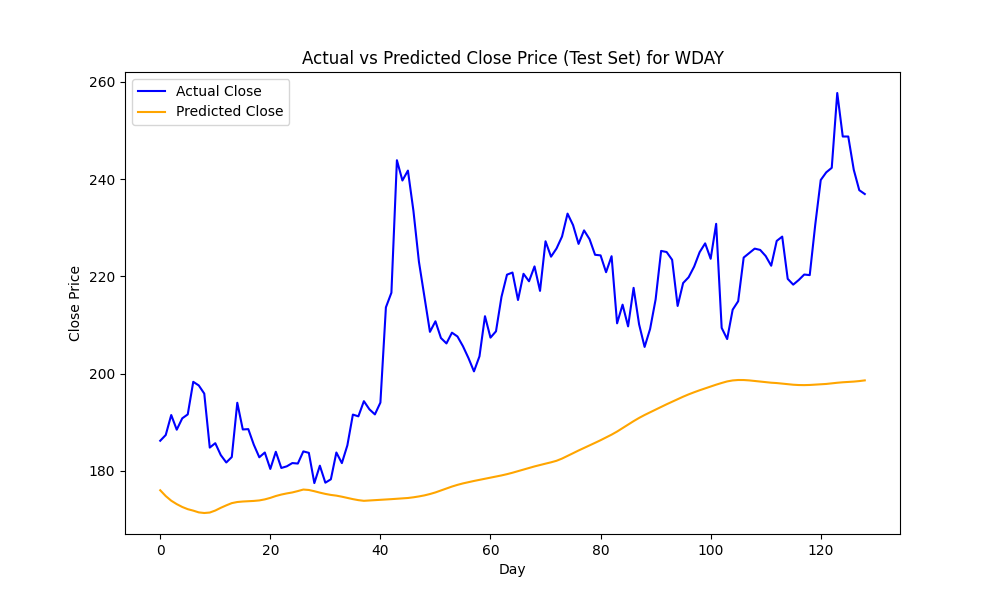 Actual vs Predicted Close Price (Test Set) for WDAY
Actual Close
Predicted Close
260
240
220
200
180
Close Price
0 20 40 60 80 100 120
Day